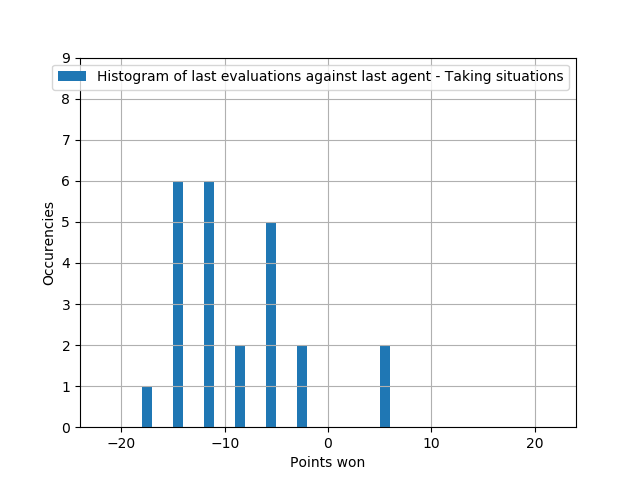 Histogram of last evaluations against last agent - Taking situations
9
8
7
6
5
4
3
2
1
0
Occurencies
−20 −10 0 10 20
Points won